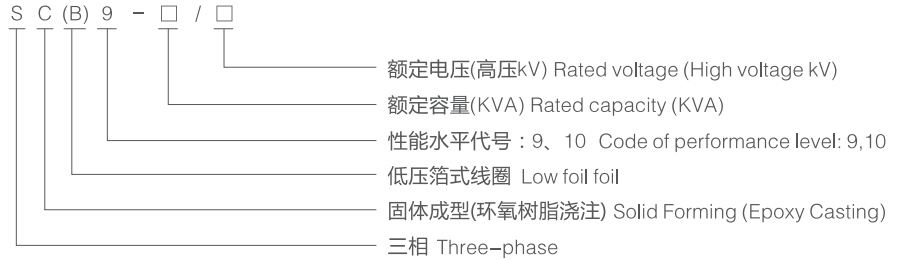 S C (B) 9 - □ / □
额定电压(高压kV) Rated voltage (High voltage kV)
额定容量(KVA) Rated capacity (KVA)
性能水平代号：9、10 Code of performance level: 9,10
低压箔式线圈 Low foil foil
固体成型(环氧树脂浇注) Solid Forming (Epoxy Casting)
三相 Three-phase